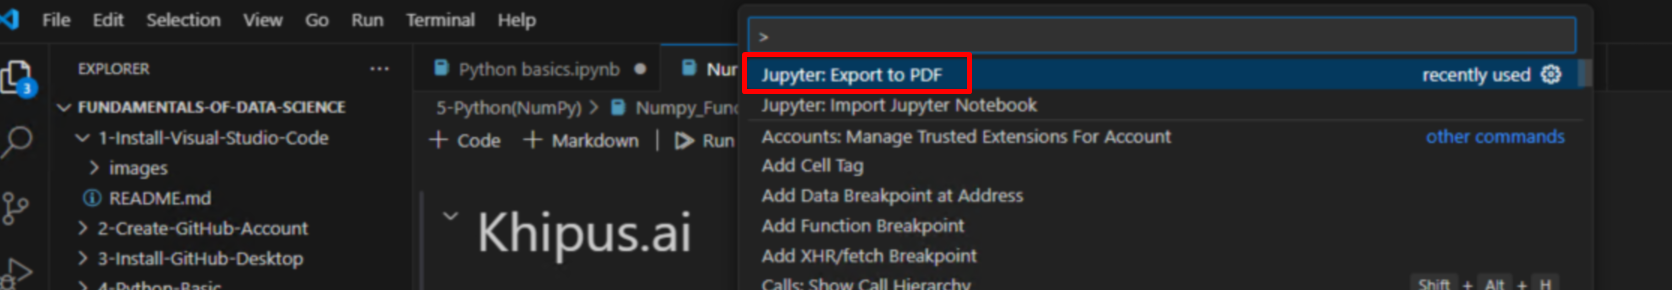 File Edit Selection View Go Run Terminal Help
>
EXPLORER ...
Python basics.ipynb
Nun
Jupyter: Export to PDF
recently used
FUNDAMENTALS-OF-DATA-SCIENCE
5-Python(NumPy) > Numpy_Func
Jupyter: Import Jupyter Notebook
3
1-Install-Visual-Studio-Code
+ Code + Markdown | Run
Accounts: Manage Trusted Extensions For Account
other commands
images
Add Cell Tag
README.md
Add Data Breakpoint at Address
2-Create-GitHub-Account
Khipus.ai
Add Function Breakpoint
3-Install-GitHub-Desktop
Add XHR/fetch Breakpoint
4-Python-Basic
Calls: Show Call Hierarchy
Shift + Alt + H